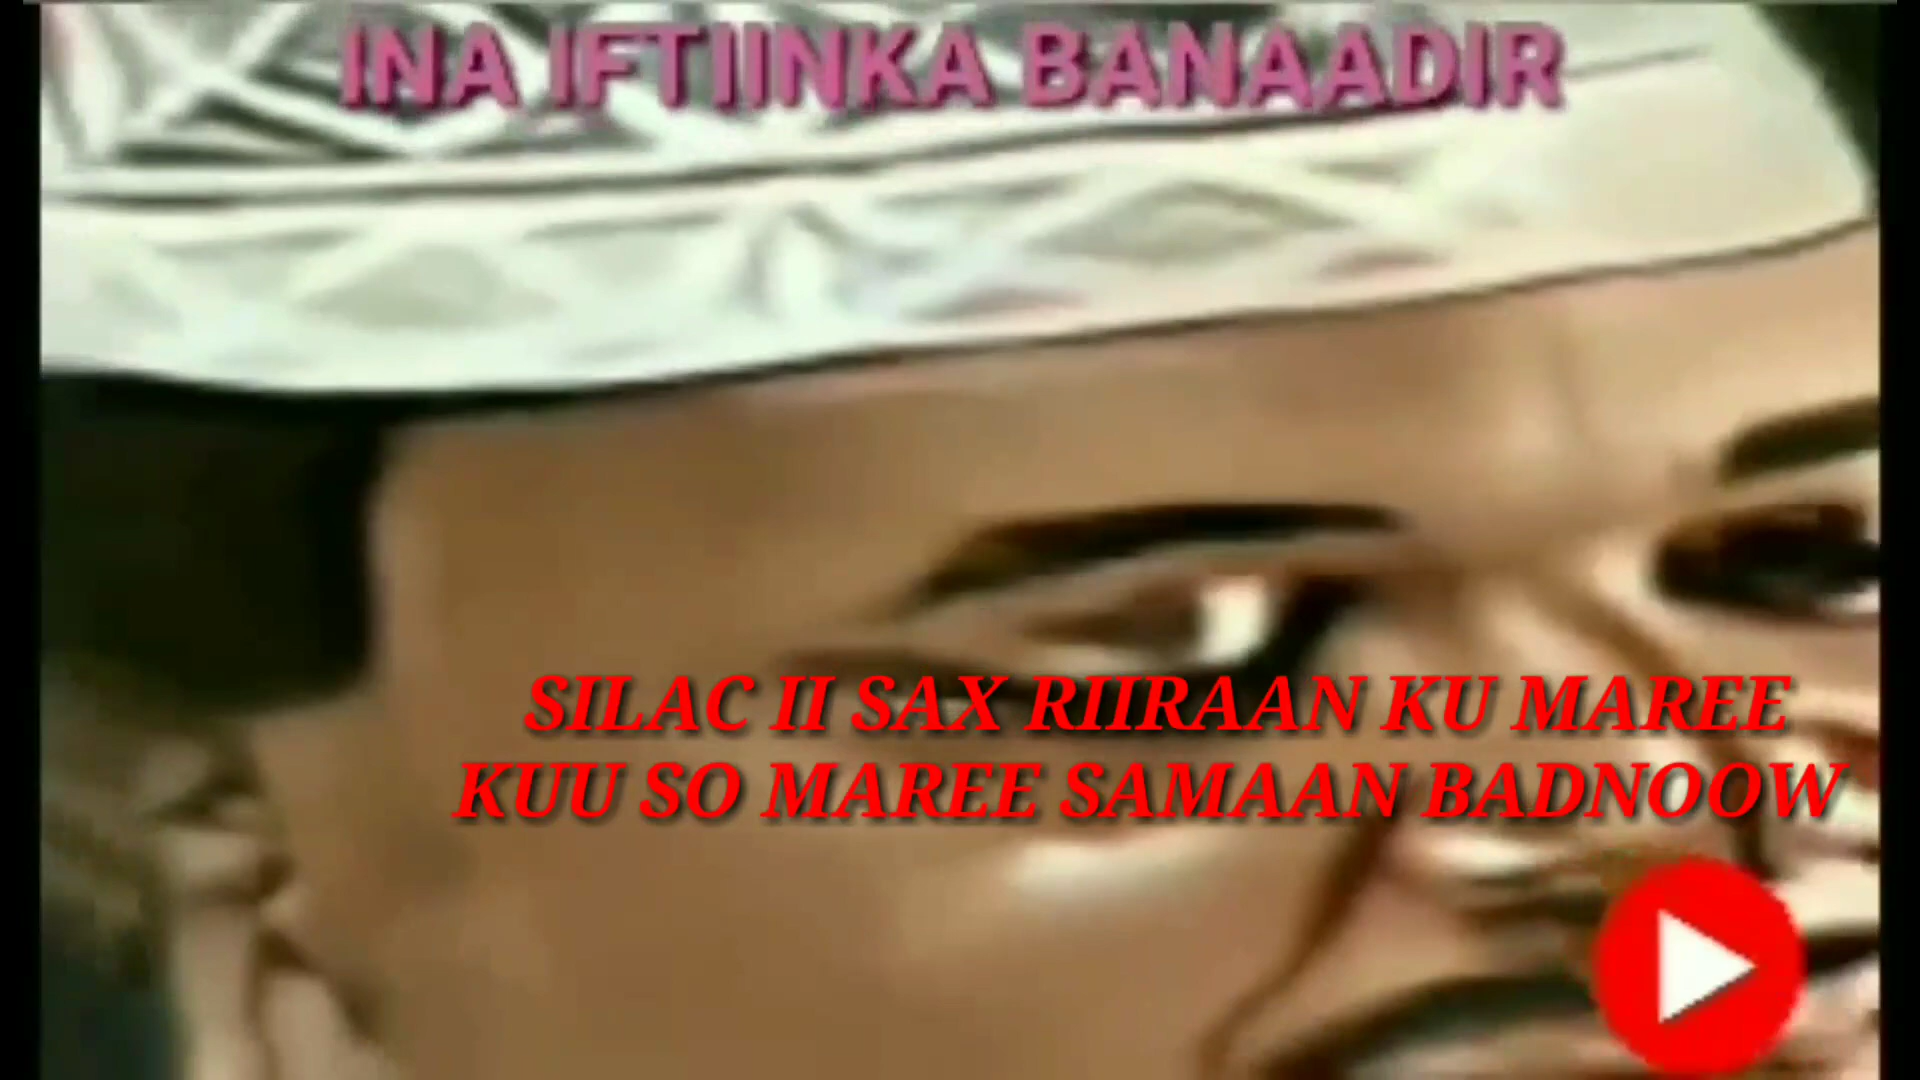 INA IFTIINKA BANAADIR
SILAC II SAX RIIRAAN KU MAREE
KUU SO MAREE SAMAAN BADNOOW